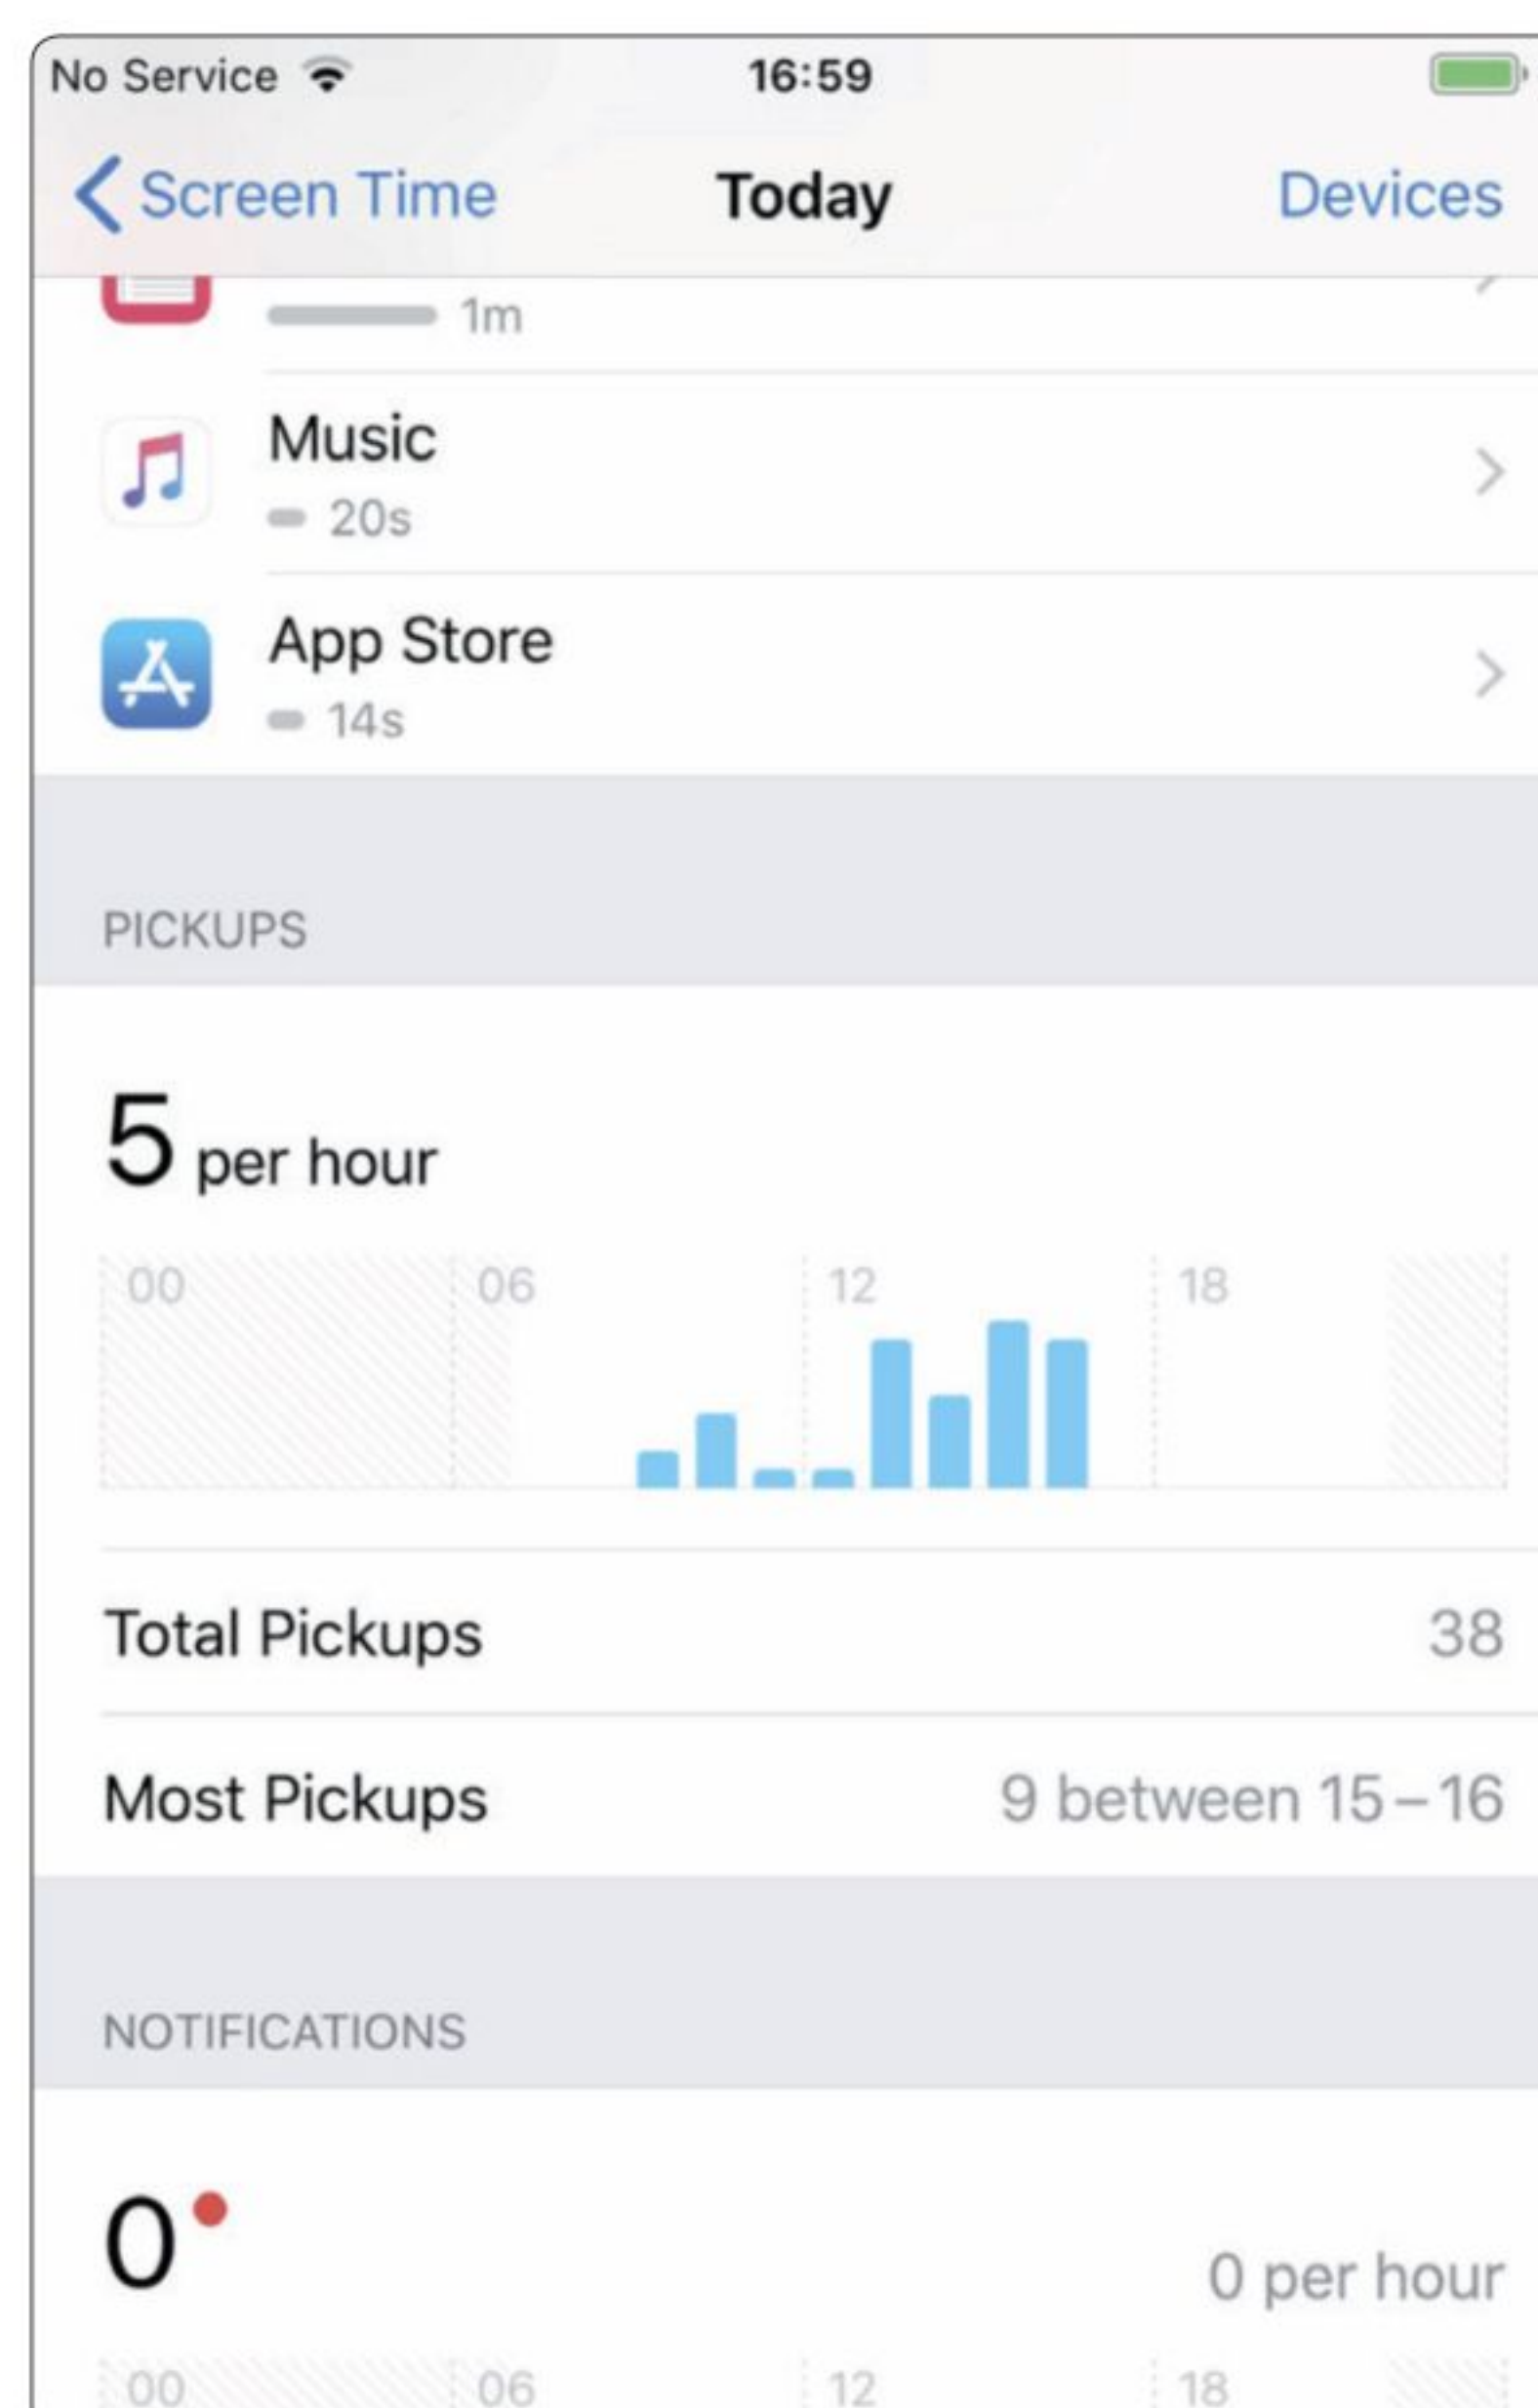 No Service 16:59
Screen Time Today Devices
1m
Music
20s
App Store
14s
PICKUPS
5 per hour
00 06 12 18
Total Pickups 38
Most Pickups 9 between 15–16
NOTIFICATIONS
0
0 per hour
00 06 12 18